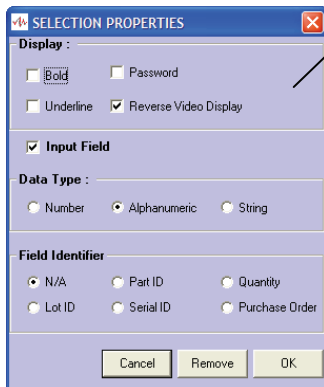 SELECTION PROPERTIES
Display :
Bold Password
Underline Reverse Video Display
Input Field
Data Type :
Number Alphanumeric String
Field Identifier
N/A Part ID Quantity
Lot ID Serial ID Purchase Order
Cancel Remove OK